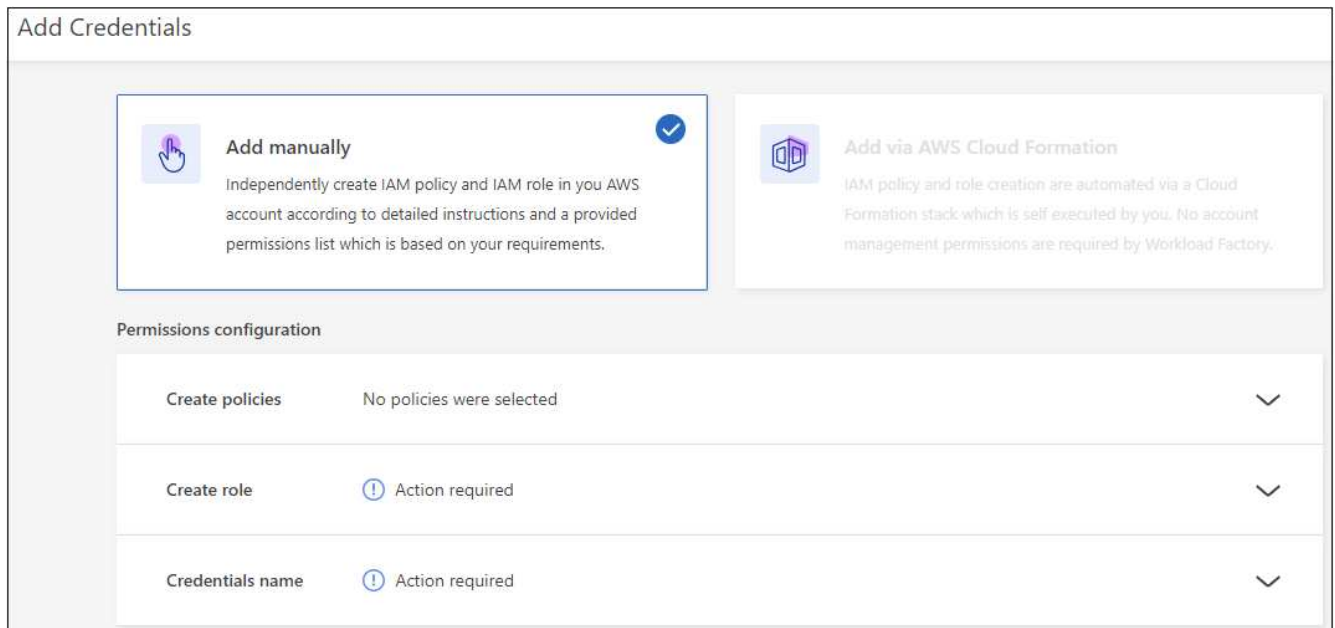 Add Credentials
Add manually
Independently create IAM policy and IAM role in you AWS
account according to detailed instructions and a provided
permissions list which is based on your requirements.
Add via AWS Cloud Formation
IAM policy and role creation are automated via a Cloud
Formation stack which is self executed by you. No account
management permissions are required by Workload Factory.
Permissions configuration
Create policies No policies were selected
Create role Action required
Credentials name Action required